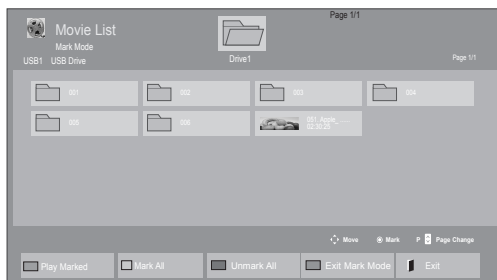 Page 1/1
Movie List
Mark Mode
USB1 USB Drive
Drive1
Page 1/1
001
002
003
004
005
006
051. Apple_......
02:30:25
Move
Mark
P
Page Change
Play Marked
Mark All
Unmark All
Exit Mark Mode
Exit